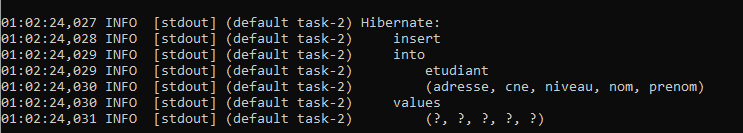 01:02:24,027 INFO  [stdout] (default task-2) Hibernate:
01:02:24,028 INFO  [stdout] (default task-2)     insert
01:02:24,029 INFO  [stdout] (default task-2)     into
01:02:24,029 INFO  [stdout] (default task-2)         etudiant
01:02:24,030 INFO  [stdout] (default task-2)         (adresse, cne, niveau, nom, prenom)
01:02:24,030 INFO  [stdout] (default task-2)     values
01:02:24,031 INFO  [stdout] (default task-2)         (?, ?, ?, ?, ?)